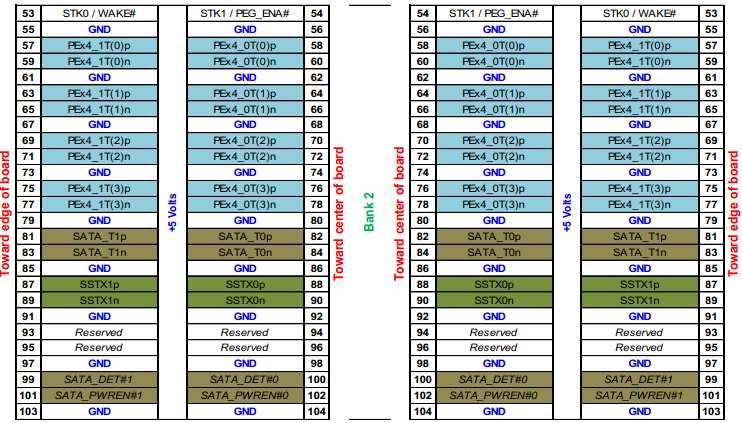 53 STK0 / WAKE# STK1 / PEG_ENA# 54 54 STK1 / PEG_ENA# STK0 / WAKE# 53
55 GND GND 56 56 GND GND 55
57 PEx4_1T(0)p PEx4_0T(0)p 58 58 PEx4_0T(0)p PEx4_1T(0)p 57
59 PEx4_1T(0)n PEx4_0T(0)n 60 60 PEx4_0T(0)n PEx4_1T(0)n 59
61 GND GND 62 62 GND GND 61
63 PEx4_1T(1)p PEx4_0T(1)p 64 64 PEx4_0T(1)p PEx4_1T(1)p 63
65 PEx4_1T(1)n PEx4_0T(1)n 66 66 PEx4_0T(1)n PEx4_1T(1)n 65
67 GND GND 68 68 GND GND 67
69 PEx4_1T(2)p PEx4_0T(2)p 70 70 PEx4_0T(2)p PEx4_1T(2)p 69
71 PEx4_1T(2)n PEx4_0T(2)n 72 72 PEx4_0T(2)n PEx4_1T(2)n 71
73 GND GND 74 74 GND GND 73
75 PEx4_1T(3)p PEx4_0T(3)p 76 76 PEx4_0T(3)p PEx4_1T(3)p 75
77 PEx4_1T(3)n PEx4_0T(3)n 78 78 PEx4_0T(3)n PEx4_1T(3)n 77
79 GND GND 80 80 GND GND 79
81 SATA_T1p SATA_T0p 82 82 SATA_T0p SATA_T1p 81
83 SATA_T1n SATA_T0n 84 84 SATA_T0n SATA_T1n 83
85 GND GND 86 86 GND GND 85
87 SSTX1p SSTX0p 88 88 SSTX0p SSTX1p 87
89 SSTX1n SSTX0n 90 90 SSTX0n SSTX1n 89
91 GND GND 92 92 GND GND 91
93 Reserved Reserved 94 94 Reserved Reserved 93
95 Reserved Reserved 96 96 Reserved Reserved 95
97 GND GND 98 98 GND GND 97
99 SATA_DET#1 SATA_DET#0 100 100 SATA_DET#0 SATA_DET#1 99
101 SATA_PWREN#1 SATA_PWREN#0 102 102 SATA_PWREN#0 SATA_PWREN#1 101
103 GND GND 104 104 GND GND 103
Toward edge of board
+5 Volts
Toward center of board
Bank 2
Toward center of board
+5 Volts
Toward edge of board